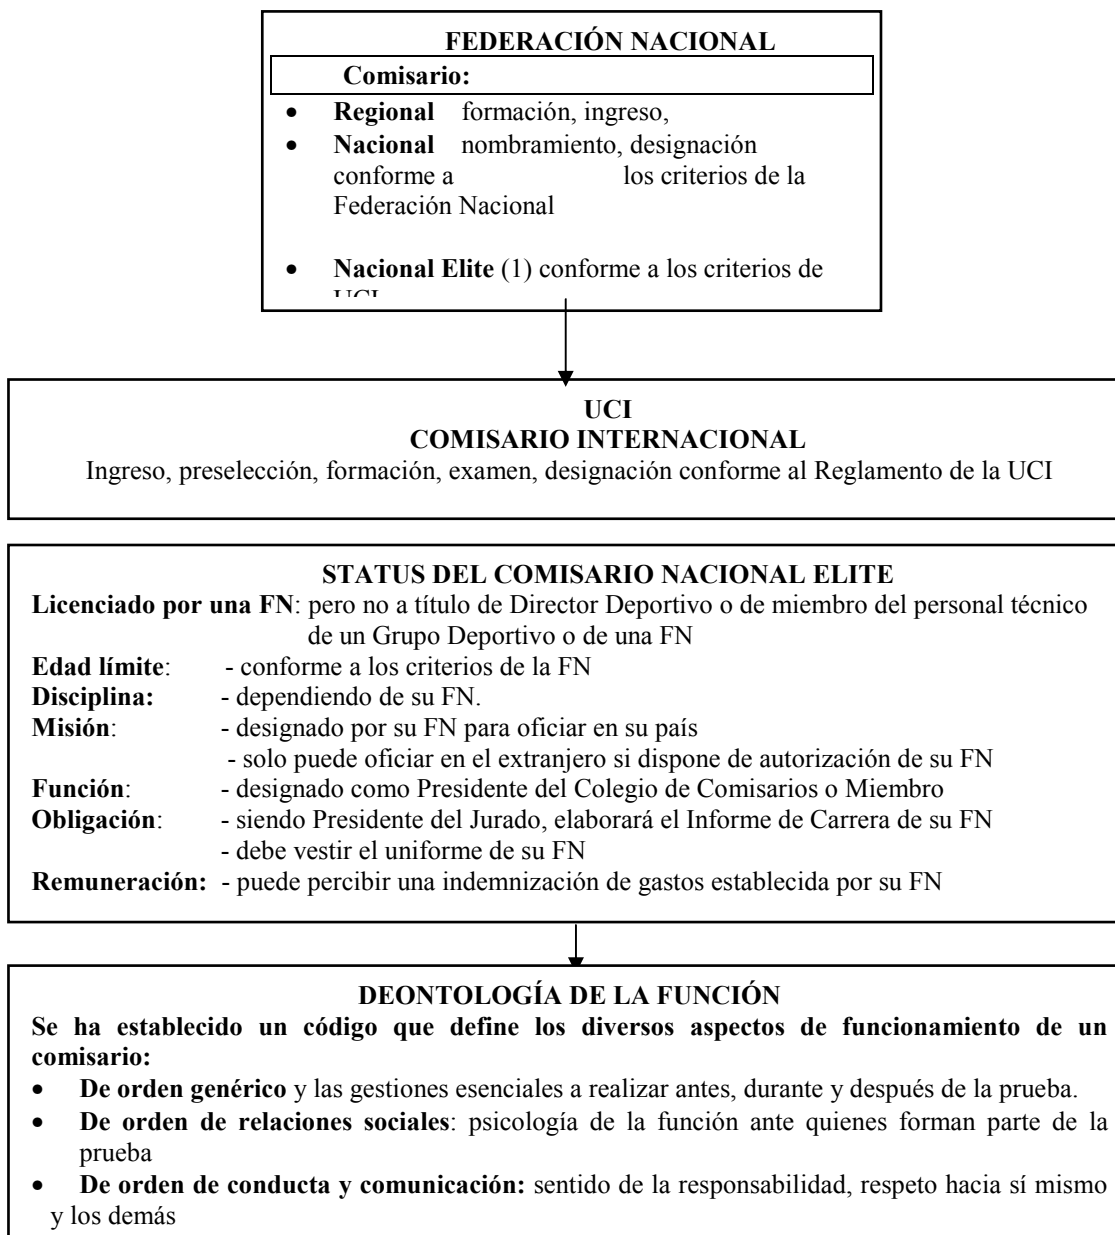 FEDERACIÓN NACIONAL
Comisario:
• Regional formación, ingreso,
• Nacional nombramiento, designación
conforme a los criterios de la
Federación Nacional
• Nacional Elite (1) conforme a los criterios de
UCI
UCI
COMISARIO INTERNACIONAL
Ingreso, preselección, formación, examen, designación conforme al Reglamento de la UCI
STATUS DEL COMISARIO NACIONAL ELITE
Licenciado por una FN: pero no a título de Director Deportivo o de miembro del personal técnico
de un Grupo Deportivo o de una FN
Edad límite: - conforme a los criterios de la FN
Disciplina: - dependiendo de su FN.
Misión: - designado por su FN para oficiar en su país
- solo puede oficiar en el extranjero si dispone de autorización de su FN
Función: - designado como Presidente del Colegio de Comisarios o Miembro
Obligación: - siendo Presidente del Jurado, elaborará el Informe de Carrera de su FN
- debe vestir el uniforme de su FN
Remuneración: - puede percibir una indemnización de gastos establecida por su FN
DEONTOLOGÍA DE LA FUNCIÓN
Se ha establecido un código que define los diversos aspectos de funcionamiento de un
comisario:
• De orden genérico y las gestiones esenciales a realizar antes, durante y después de la prueba.
• De orden de relaciones sociales: psicología de la función ante quienes forman parte de la
prueba
• De orden de conducta y comunicación: sentido de la responsabilidad, respeto hacia sí mismo
y los demás